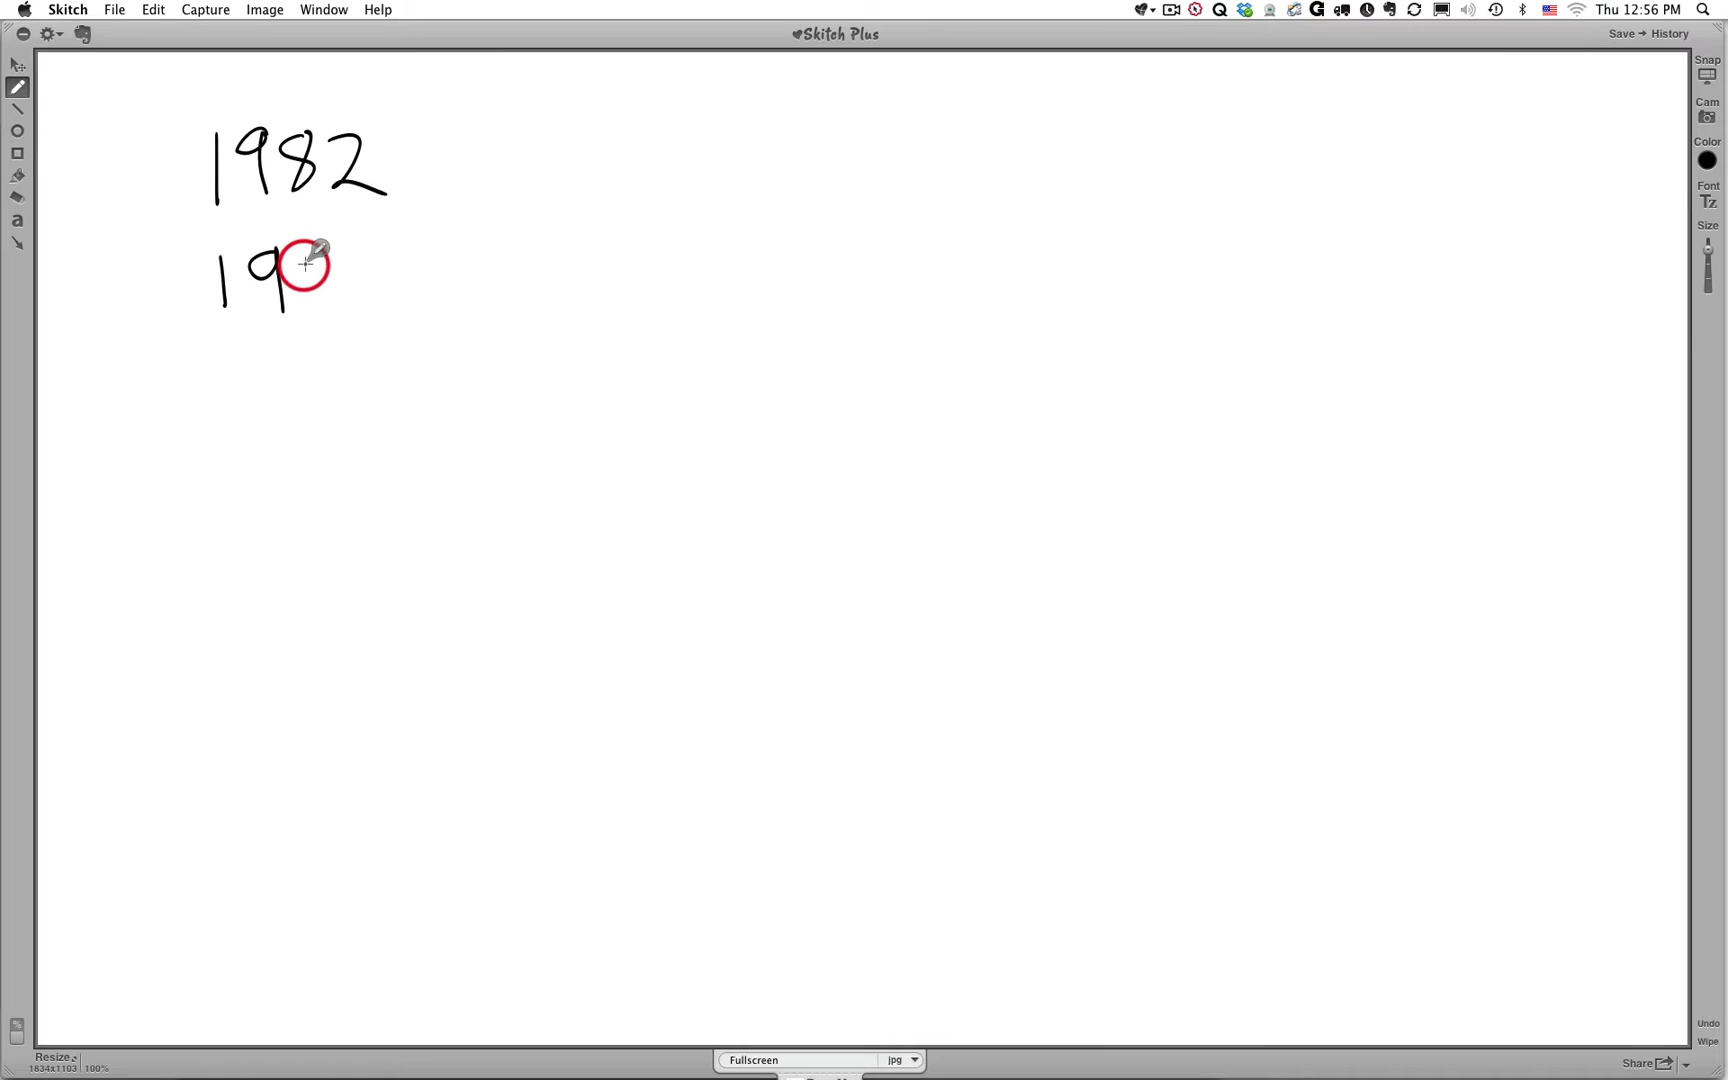 Skitch File Edit Capture Image Window Help Thu 12:56 PM
Skitch Plus Save → History
Snap
Cam
Color
Font
Tz
Size
a
1982
19
Undo
Wipe
Resize
1834x1103 100%
Fullscreen jpg
Share